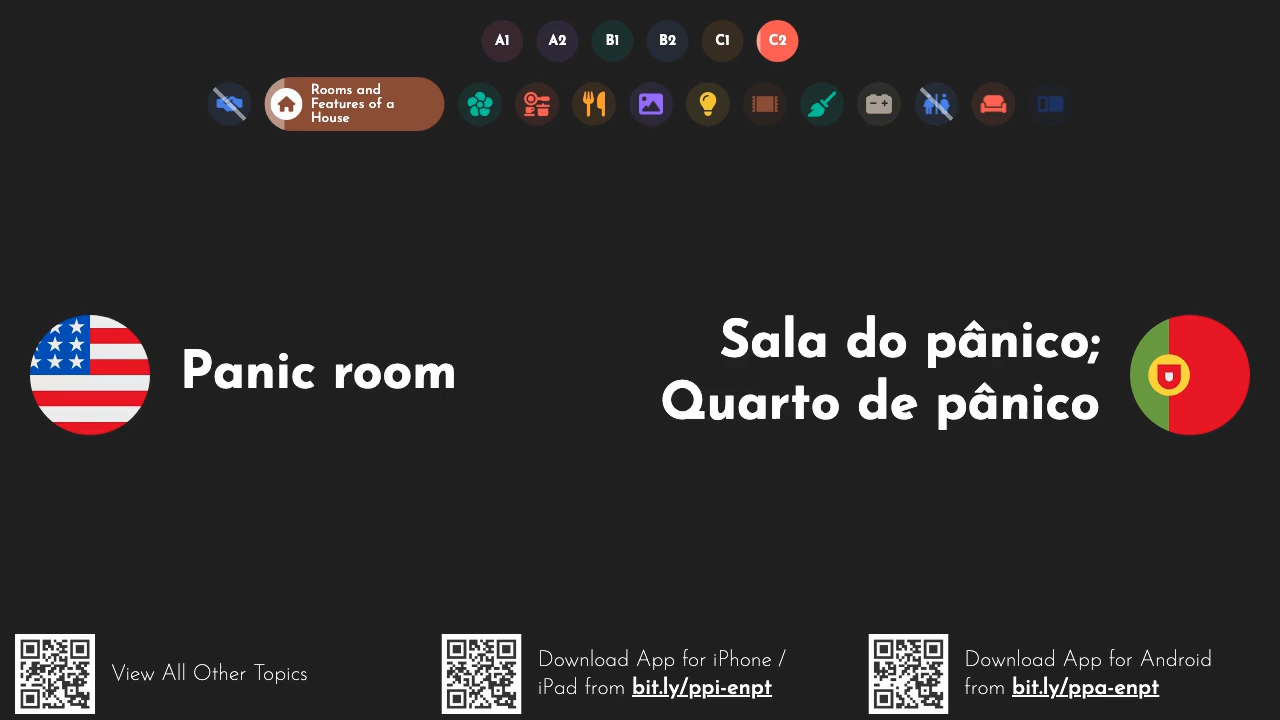 A1 A2 B1 B2 C1 C2
Rooms and
Features of a
House
Panic room
Sala do pânico;
Quarto de pânico
View All Other Topics
Download App for iPhone /
iPad from bit.ly/ppi-enpt
Download App for Android
from bit.ly/ppa-enpt